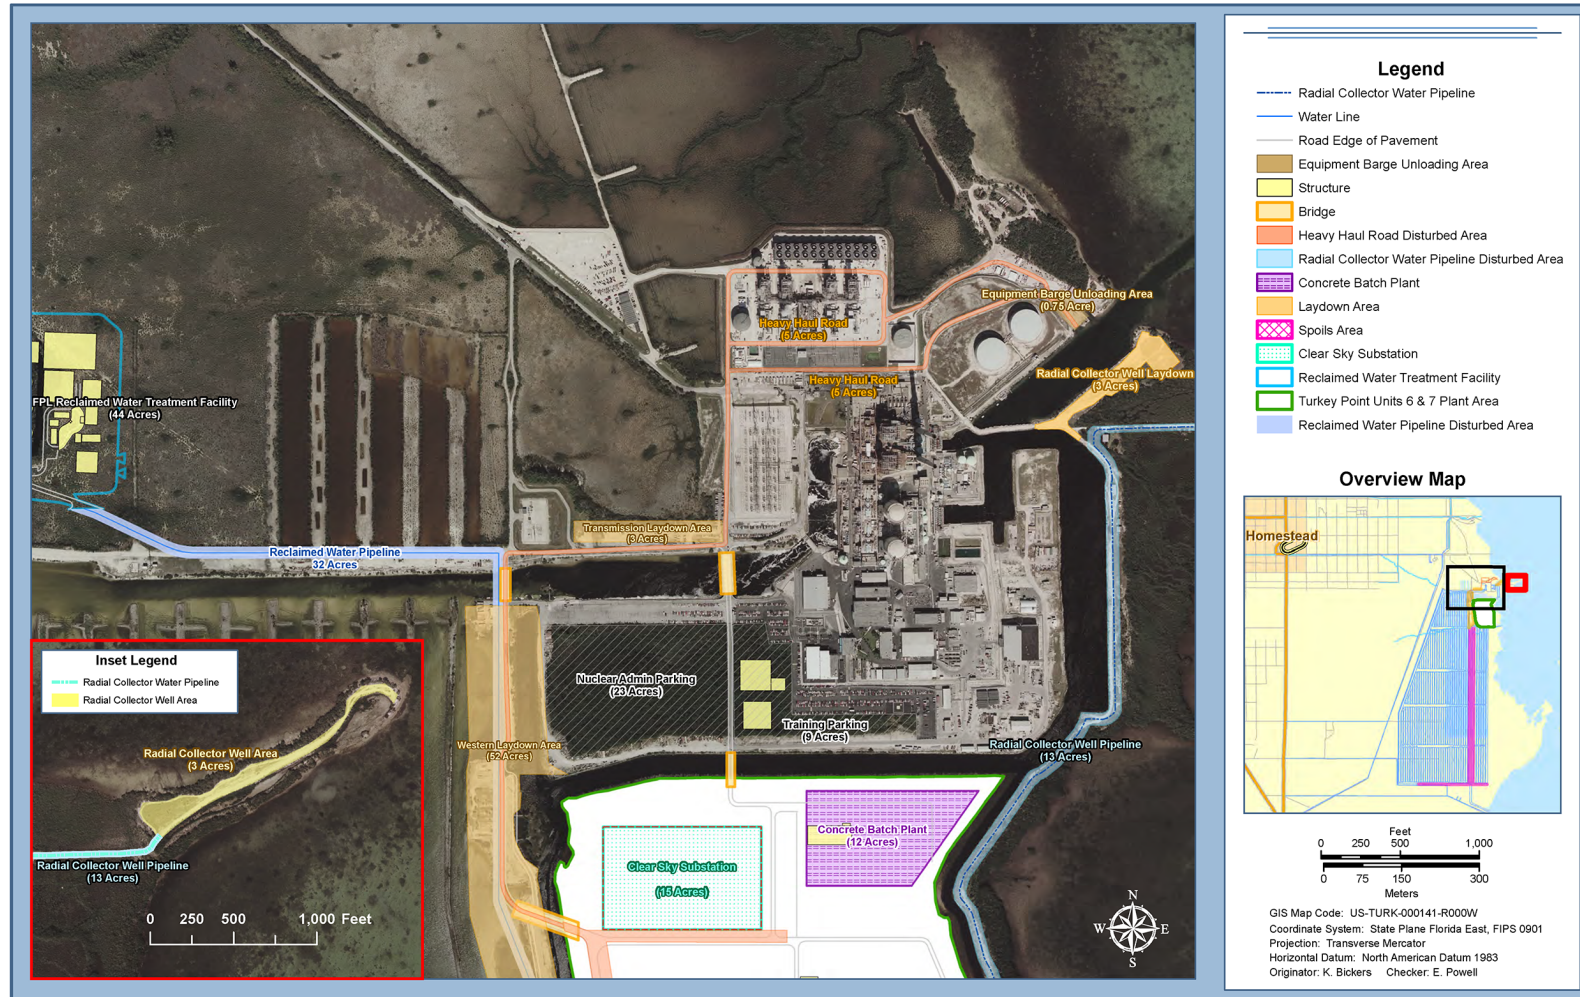 Equipment Barge Unloading Area
(0.75 Acre)
Heavy Haul Road
(5 Acres)
Heavy Haul Road
(5 Acres)
Radial Collector Well Laydown
(3 Acres)
FPL Reclaimed Water Treatment Facility
(44 Acres)
Transmission Laydown Area
(3 Acres)
Reclaimed Water Pipeline
32 Acres
Nuclear Admin Parking
(23 Acres)
Training Parking
(9 Acres)
Western Laydown Area
(52 Acres)
Radial Collector Well Pipeline
(13 Acres)
Concrete Batch Plant
(12 Acres)
Clear Sky Substation
(15 Acres)
N
W
E
S
Inset Legend
Radial Collector Water Pipeline
Radial Collector Well Area
Radial Collector Well Area
(3 Acres)
Radial Collector Well Pipeline
(13 Acres)
0 250 500 1,000 Feet
Legend
Radial Collector Water Pipeline
Water Line
Road Edge of Pavement
Equipment Barge Unloading Area
Structure
Bridge
Heavy Haul Road Disturbed Area
Radial Collector Water Pipeline Disturbed Area
Concrete Batch Plant
Laydown Area
Spoils Area
Clear Sky Substation
Reclaimed Water Treatment Facility
Turkey Point Units 6 & 7 Plant Area
Reclaimed Water Pipeline Disturbed Area
Overview Map
Homestead
Feet
0 250 500 1,000
0 75 150 300
Meters
GIS Map Code: US-TURK-000141-R000W
Coordinate System: State Plane Florida East, FIPS 0901
Projection: Transverse Mercator
Horizontal Datum: North American Datum 1983
Originator: K. Bickers Checker: E. Powell